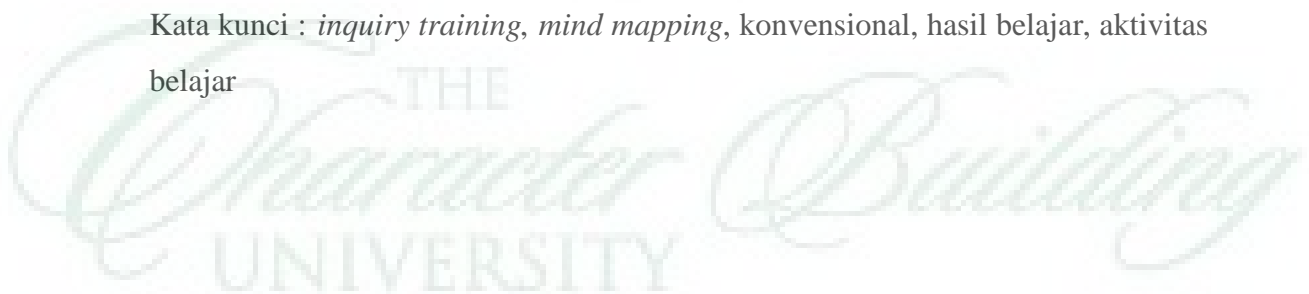 Kata kunci : inquiry training, mind mapping, konvensional, hasil belajar, aktivitas
belajar
THE
Character Building
UNIVERSITY